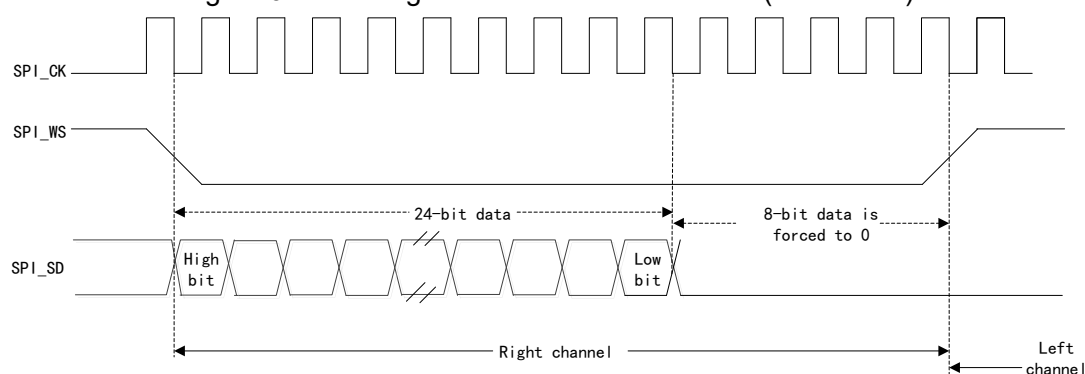 SPI_CK
SPI_WS
24-bit data
8-bit data is
forced to 0
SPI_SD
High
bit
Low
bit
Right channel
Left
channel